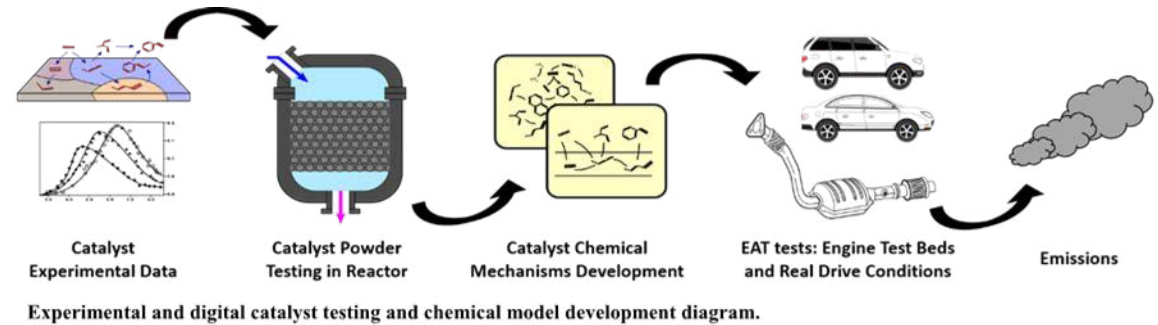 Catalyst
Experimental Data
Catalyst Powder
Testing in Reactor
Catalyst Chemical
Mechanisms Development
EAT tests: Engine Test Beds
and Real Drive Conditions
Emissions
Experimental and digital catalyst testing and chemical model development diagram.